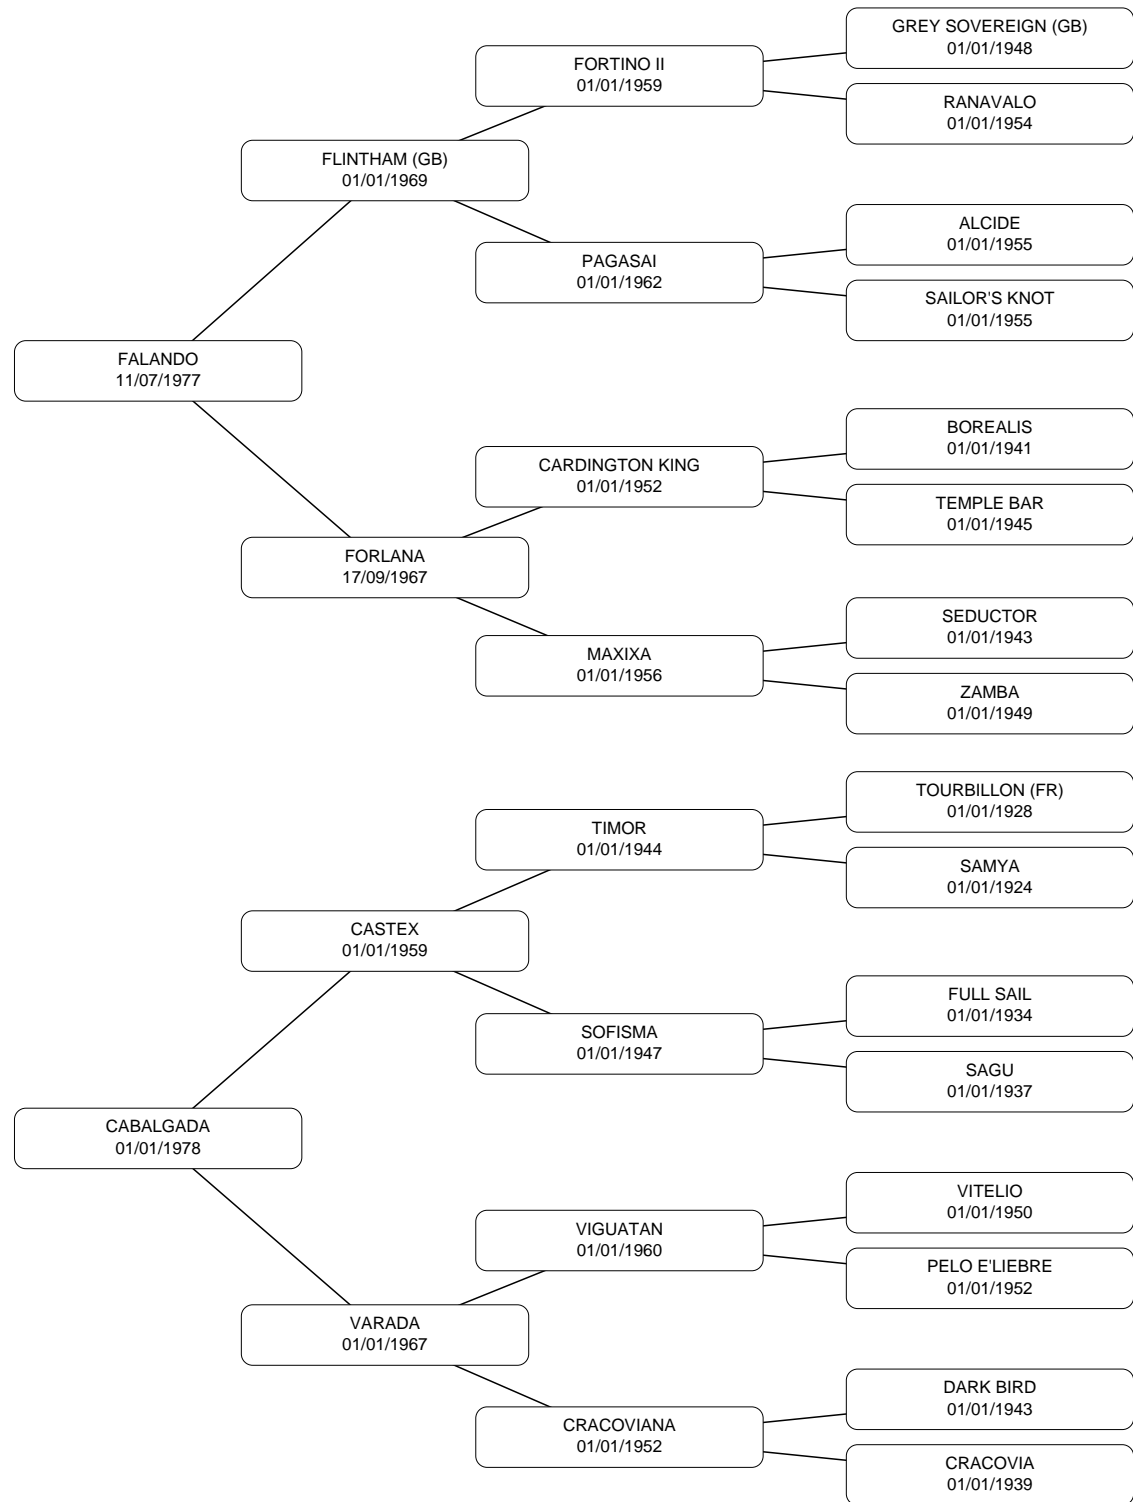 GREY SOVEREIGN (GB)
01/01/1948
FORTINO II
01/01/1959
RANAVALO
01/01/1954
FLINTHAM (GB)
01/01/1969
ALCIDE
01/01/1955
PAGASAI
01/01/1962
SAILOR'S KNOT
01/01/1955
FALANDO
11/07/1977
BOREALIS
01/01/1941
CARDINGTON KING
01/01/1952
TEMPLE BAR
01/01/1945
FORLANA
17/09/1967
SEDUCTOR
01/01/1943
MAXIXA
01/01/1956
ZAMBA
01/01/1949
TOURBILLON (FR)
01/01/1928
TIMOR
01/01/1944
SAMYA
01/01/1924
CASTEX
01/01/1959
FULL SAIL
01/01/1934
SOFISMA
01/01/1947
SAGU
01/01/1937
CABALGADA
01/01/1978
VITELIO
01/01/1950
VIGUATAN
01/01/1960
PELO E'LIEBRE
01/01/1952
VARADA
01/01/1967
DARK BIRD
01/01/1943
CRACOVIANA
01/01/1952
CRACOVIA
01/01/1939